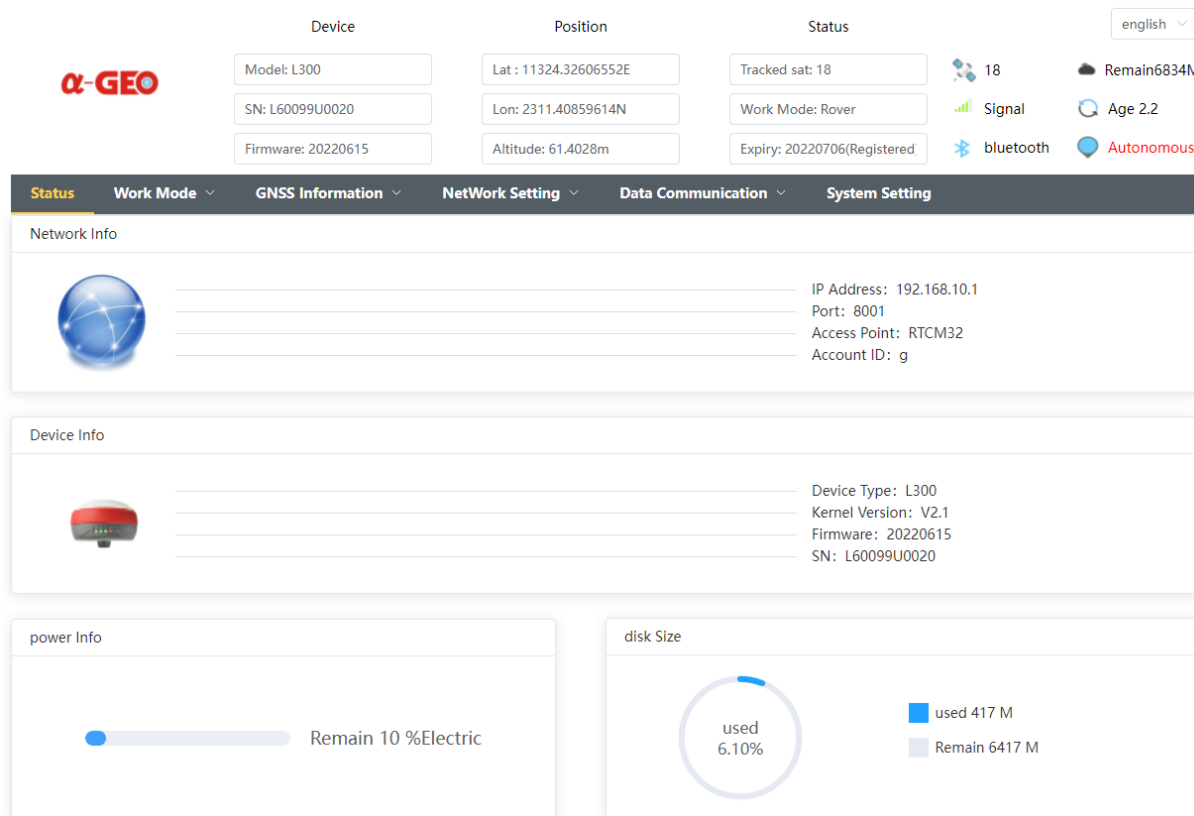 Device
Position
Status
english
α-GEO
Model: L300
Lat : 11324.32606552E
Tracked sat: 18
18
Remain6834M
SN: L60099U0020
Lon: 2311.40859614N
Work Mode: Rover
Signal
Age 2.2
Firmware: 20220615
Altitude: 61.4028m
Expiry: 20220706(Registered)
bluetooth
Autonomous
Status
Work Mode
GNSS Information
NetWork Setting
Data Communication
System Setting
Network Info
IP Address: 192.168.10.1
Port: 8001
Access Point: RTCM32
Account ID: g
Device Info
Device Type: L300
Kernel Version: V2.1
Firmware: 20220615
SN: L60099U0020
power Info
disk Size
Remain 10 %Electric
used
6.10%
used 417 M
Remain 6417 M